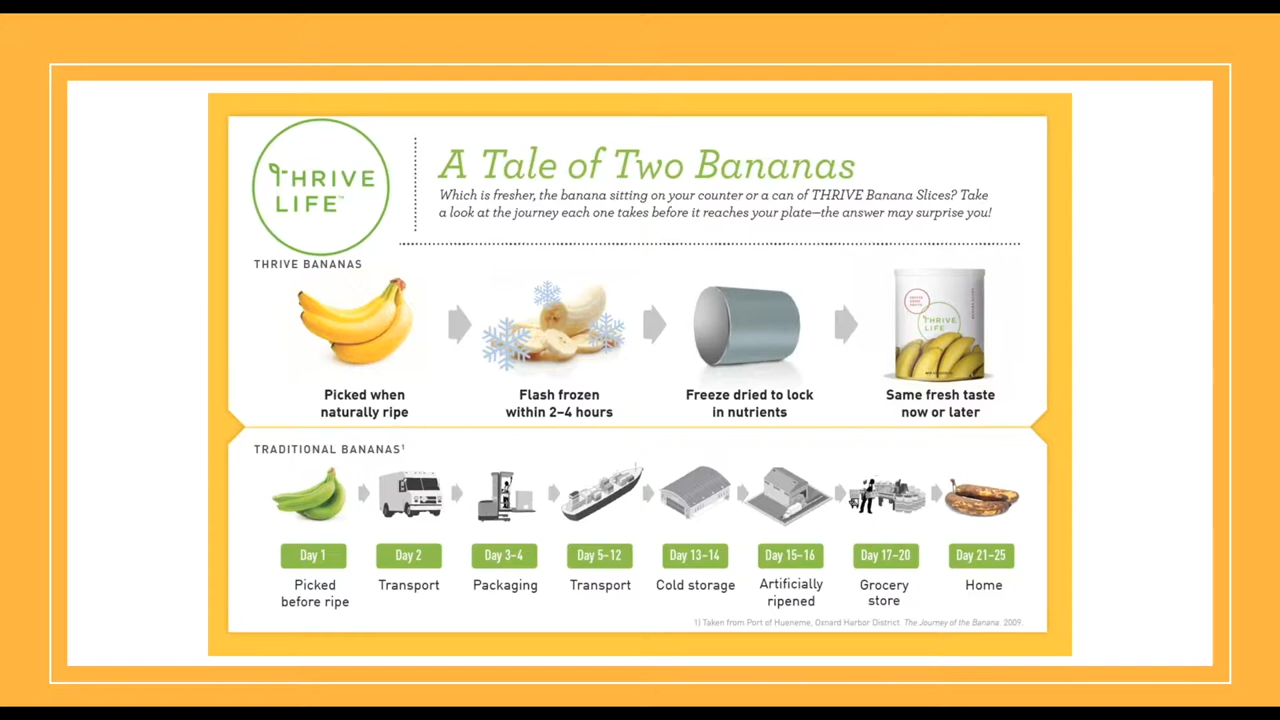 THRIVE
LIFE™
A Tale of Two Bananas
Which is fresher, the banana sitting on your counter or a can of THRIVE Banana Slices? Take
a look at the journey each one takes before it reaches your plate—the answer may surprise you!
THRIVE BANANAS
THRIVE
LIFE
Picked when
naturally ripe
Flash frozen
within 2–4 hours
Freeze dried to lock
in nutrients
Same fresh taste
now or later
TRADITIONAL BANANAS¹
Day 1
Day 2
Day 3–4
Day 5–12
Day 13–14
Day 15–16
Day 17–20
Day 21–25
Picked
before ripe
Transport
Packaging
Transport
Cold storage
Artificially
ripened
Grocery
store
Home
1) Taken from Port of Hueneme, Oxnard Harbor District. The Journey of the Banana. 2009.